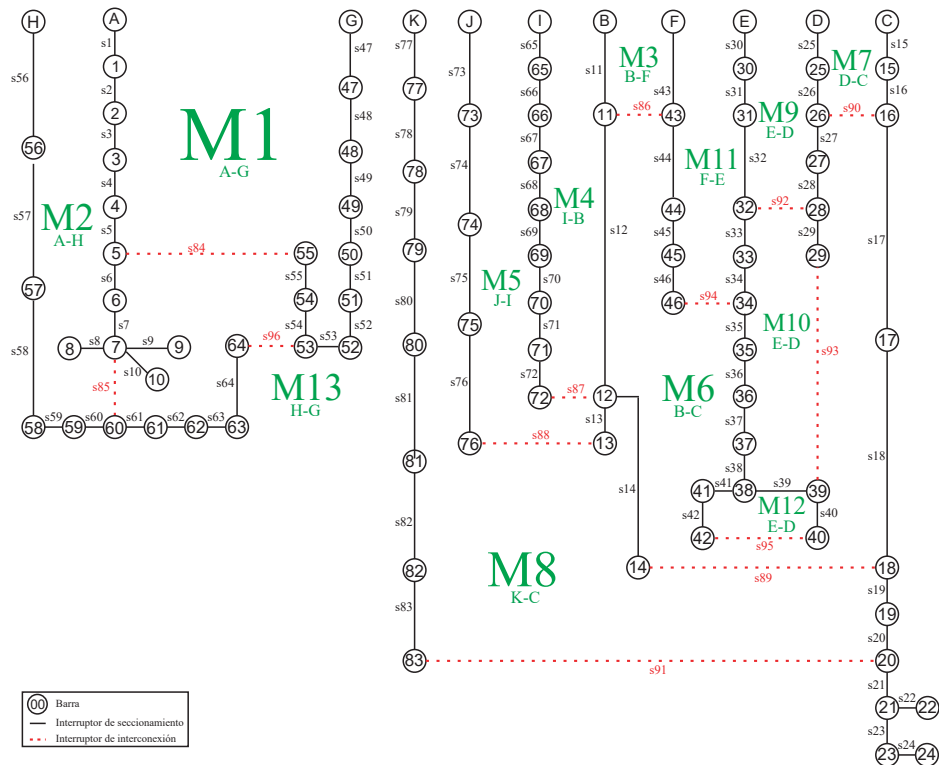 H A G K J I B F E D C
s1 s47 s77 s65 s30 s25 s15
M3 M7
s56 s73 s11 B-F D-C
1 65 30 25 15
s2 47 77 s66 s43 s31 s26 s16
M1 M9
A-G E-D
2 73 66 11 s86 43 31 26 s90 16
s3 s48 s78 s67 s27
56 3 48 78 67 M11 27
F-E
s4 s49 s74 s68 s44 s32 s28
M2 M4
A-H I-B
4 49 s79 74 68 44 32 s92 28
s57 s5 s50 s69 s12 s45 s33 s29 s17
5 s84 55 50 79 69 45 33 29
s6 s55 s51 s75 s70 s46 s34
M5
J-I
57 6 54 51 s80 70 46 s94 34
M10
E-D
s7 s54 s52 75 s71 s35 s93
s58 8 s8 7 s9 9 64 s96 53 s53 52 80 71 35 17
s10 10 M13
H-G
s85 s64 s81 s76 s72 M6
B-C
s36
72 s87 12 36
s59 s60 s61 s62 s63 s13 s37
58 59 60 61 62 63 76 s88 13 37 s18
81 s14 s38
41 s41 38 s39 39
s42 M12
E-D
s40
s82 42 s95 40
M8
K-C
82 14 s89 18
s83 s19
19
s20
83 s91 20
s21
21 s22 22
s23
23 s24 24
00 Barra
Interruptor de seccionamiento
Interruptor de interconexión